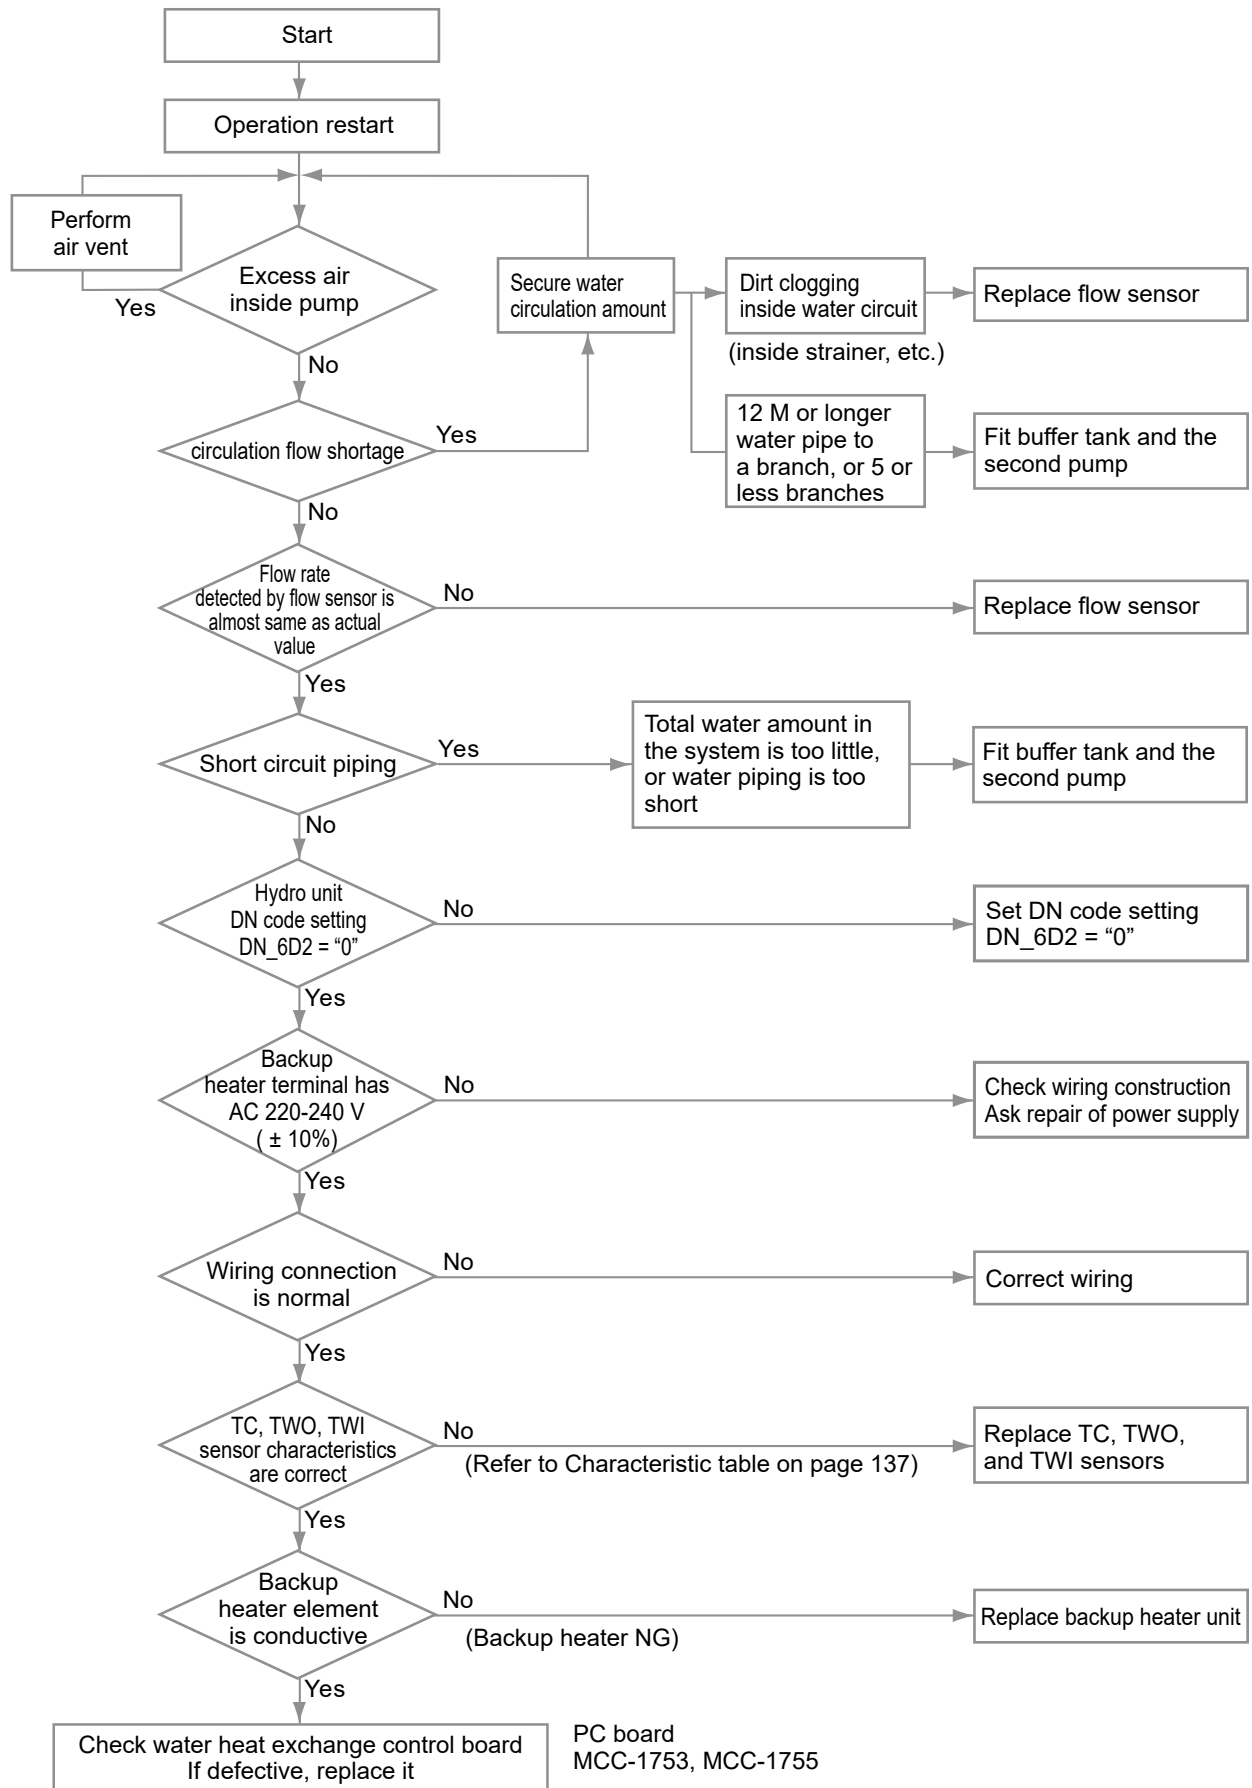 Start
Operation restart
Perform
air vent
Yes
Excess air
inside pump
No
Secure water
circulation amount
Dirt clogging
inside water circuit
(inside strainer, etc.)
Replace flow sensor
circulation flow shortage
Yes
No
12 M or longer
water pipe to
a branch, or 5 or
less branches
Fit buffer tank and the
second pump
Flow rate
detected by flow sensor is
almost same as actual
value
No
Replace flow sensor
Yes
Short circuit piping
Yes
Total water amount in
the system is too little,
or water piping is too
short
Fit buffer tank and the
second pump
No
Hydro unit
DN code setting
DN_6D2 = “0”
No
Set DN code setting
DN_6D2 = “0”
Yes
Backup
heater terminal has
AC 220-240 V
( ± 10%)
No
Check wiring construction
Ask repair of power supply
Yes
Wiring connection
is normal
No
Correct wiring
Yes
TC, TWO, TWI
sensor characteristics
are correct
No
(Refer to Characteristic table on page 137)
Replace TC, TWO,
and TWI sensors
Yes
Backup
heater element
is conductive
No
(Backup heater NG)
Replace backup heater unit
Yes
Check water heat exchange control board
If defective, replace it
PC board
MCC-1753, MCC-1755